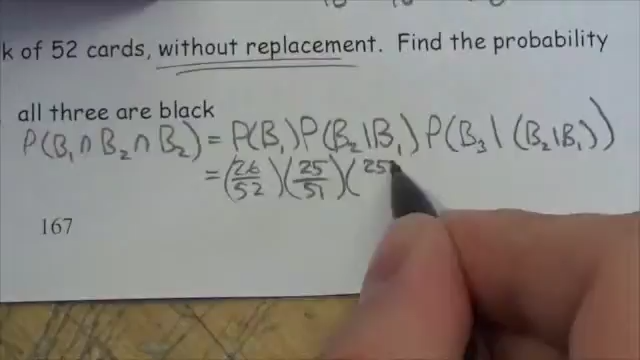 k of 52 cards, without replacement. Find the probability
all three are black
P(B₁ ∩ B₂ ∩ B₂) = P(B₁) P(B₂|B₁) P(B₃ | (B₂|B₁))
= (26/52) (25/51) (25
167